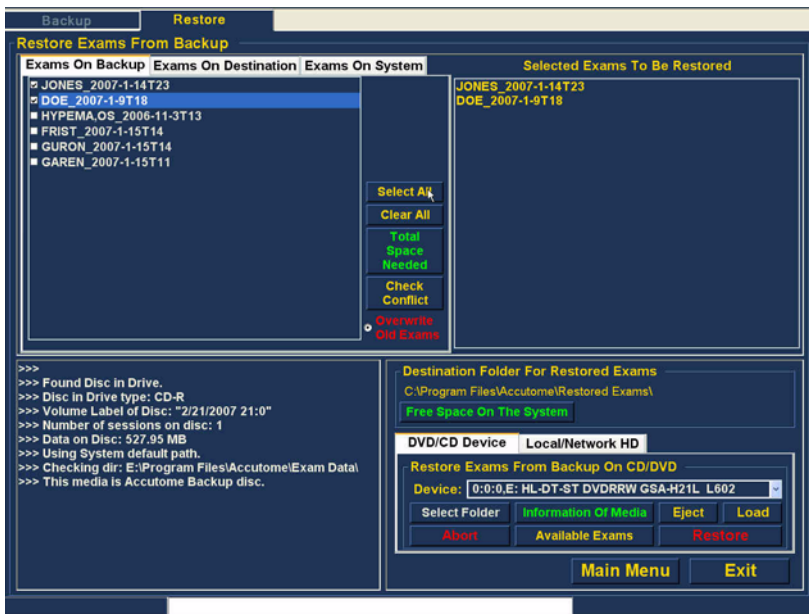 Backup Restore
Restore Exams From Backup
Exams On Backup Exams On Destination Exams On System
JONES_2007-1-14T23
DOE_2007-1-9T18
HYPEMA,OS_2006-11-3T13
FRIST_2007-1-15T14
GURON_2007-1-15T14
GAREN_2007-1-15T11
Select All
Clear All
Total
Space
Needed
Check
Conflict
Overwrite
Old Exams
Selected Exams To Be Restored
JONES_2007-1-14T23
DOE_2007-1-9T18
>>>
>>> Found Disc in Drive.
>>> Disc in Drive type: CD-R
>>> Volume Label of Disc: "2/21/2007 21:0"
>>> Number of sessions on disc: 1
>>> Data on Disc: 527.95 MB
>>> Using System default path.
>>> Checking dir: E:\Program Files\Accutome\Exam Data\
>>> This media is Accutome Backup disc.
Destination Folder For Restored Exams
C:\Program Files\Accutome\Restored Exams\
Free Space On The System
DVD/CD Device Local/Network HD
Restore Exams From Backup On CD/DVD
Device: 0:0:0,E: HL-DT-ST DVDRRW GSA-H21L L602
Select Folder Information Of Media Eject Load
Abort Available Exams Restore
Main Menu Exit